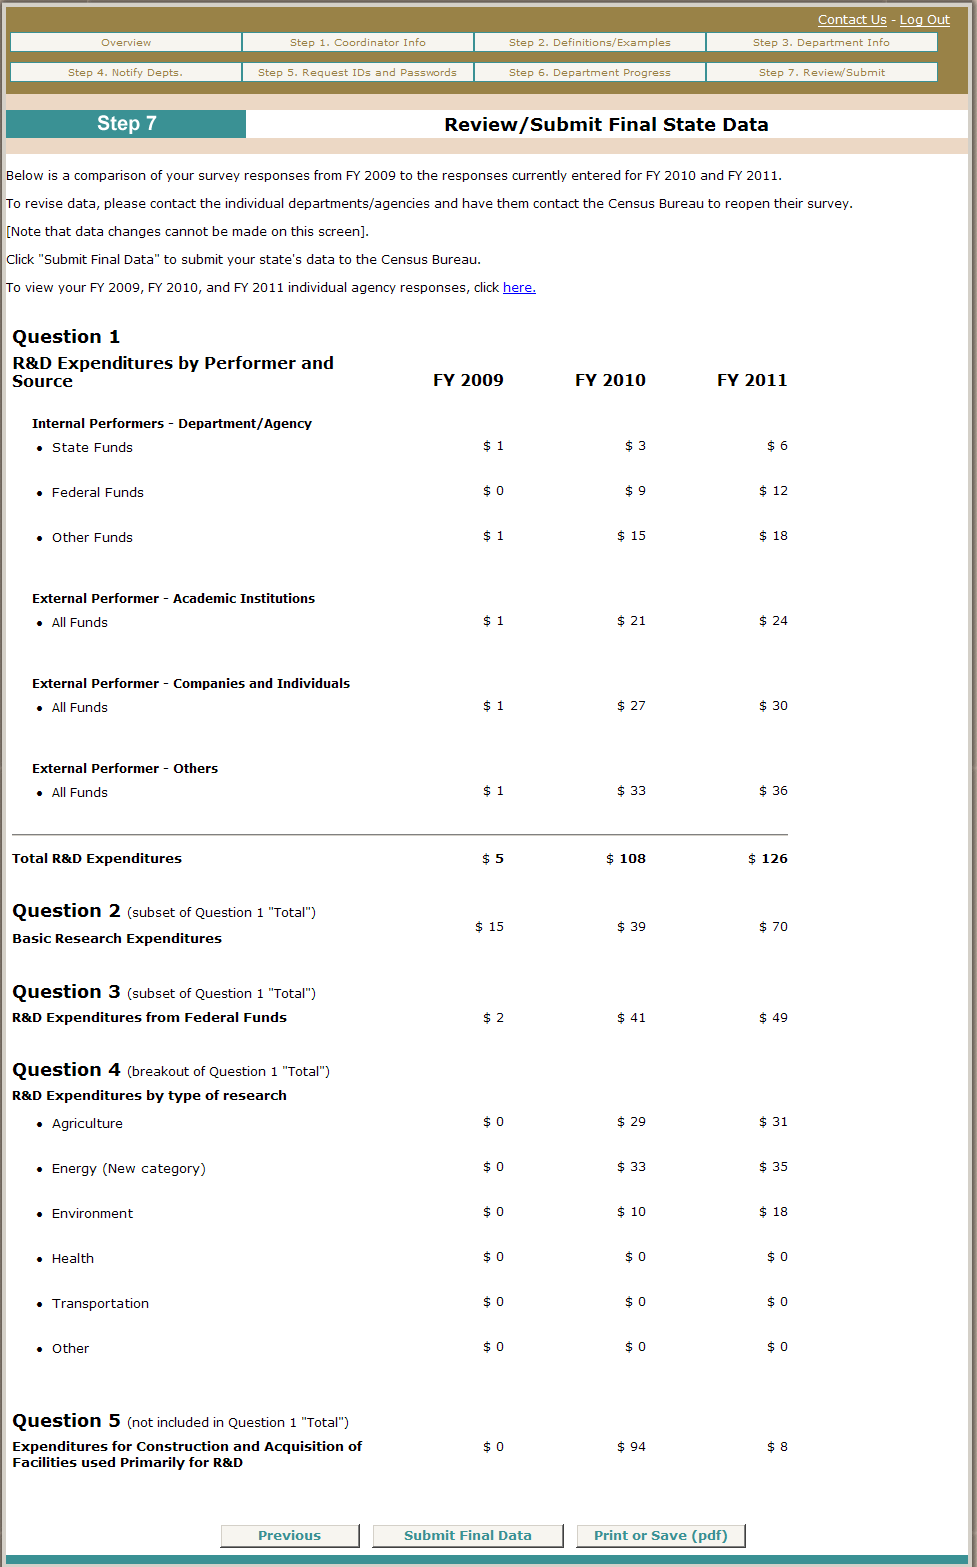 Contact Us - Log Out
Overview Step 1. Coordinator Info Step 2. Definitions/Examples Step 3. Department Info
Step 4. Notify Depts. Step 5. Request IDs and Passwords Step 6. Department Progress Step 7. Review/Submit
Step 7 Review/Submit Final State Data
Below is a comparison of your survey responses from FY 2009 to the responses currently entered for FY 2010 and FY 2011.
To revise data, please contact the individual departments/agencies and have them contact the Census Bureau to reopen their survey.
[Note that data changes cannot be made on this screen].
Click "Submit Final Data" to submit your state's data to the Census Bureau.
To view your FY 2009, FY 2010, and FY 2011 individual agency responses, click here.
Question 1
R&D Expenditures by Performer and
Source FY 2009 FY 2010 FY 2011
Internal Performers - Department/Agency
• State Funds $ 1 $ 3 $ 6
• Federal Funds $ 0 $ 9 $ 12
• Other Funds $ 1 $ 15 $ 18
External Performer - Academic Institutions
• All Funds $ 1 $ 21 $ 24
External Performer - Companies and Individuals
• All Funds $ 1 $ 27 $ 30
External Performer - Others
• All Funds $ 1 $ 33 $ 36
Total R&D Expenditures $ 5 $ 108 $ 126
Question 2 (subset of Question 1 "Total")
$ 15 $ 39 $ 70
Basic Research Expenditures
Question 3 (subset of Question 1 "Total")
R&D Expenditures from Federal Funds $ 2 $ 41 $ 49
Question 4 (breakout of Question 1 "Total")
R&D Expenditures by type of research
• Agriculture $ 0 $ 29 $ 31
• Energy (New category) $ 0 $ 33 $ 35
• Environment $ 0 $ 10 $ 18
• Health $ 0 $ 0 $ 0
• Transportation $ 0 $ 0 $ 0
• Other $ 0 $ 0 $ 0
Question 5 (not included in Question 1 "Total")
Expenditures for Construction and Acquisition of $ 0 $ 94 $ 8
Facilities used Primarily for R&D
Previous Submit Final Data Print or Save (pdf)